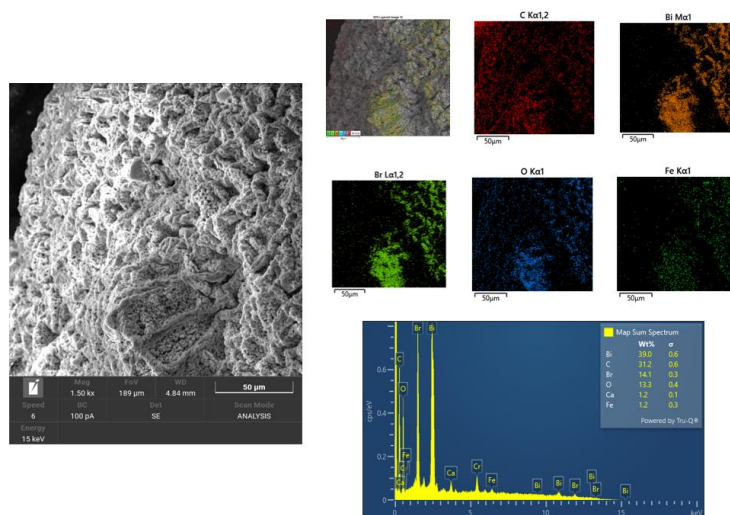 Mag
FoV
WD
1.50 kx
189 µm
4.84 mm
50 µm
Speed
BC
Det
Scan Mode
6
100 pA
SE
ANALYSIS
Energy
15 keV
C Kα1,2
Bi Mα1
50µm
50µm
Br Lα1,2
O Kα1
Fe Kα1
50µm
50µm
50µm
Map Sum Spectrum
Wt% σ
Bi 39.0 0.6
C 31.2 0.6
Br 14.1 0.3
O 13.3 0.4
Ca 1.2 0.1
Fe 1.2 0.3
Powered by Tru-Q®
cps/eV
0.8
0.6
0.4
0.2
0
Br
Bi
C
O
Fe
C
Ca
Ca
Cr
Fe
Bi
Bi
Br
Bi
Br
Bi
0
5
10
15
keV